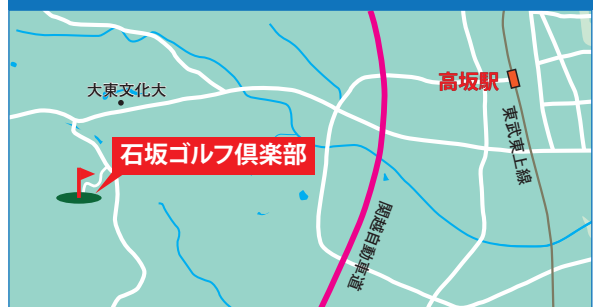 高坂駅
大東文化大
東武東上線
石坂ゴルフ倶楽部
関越自動車道